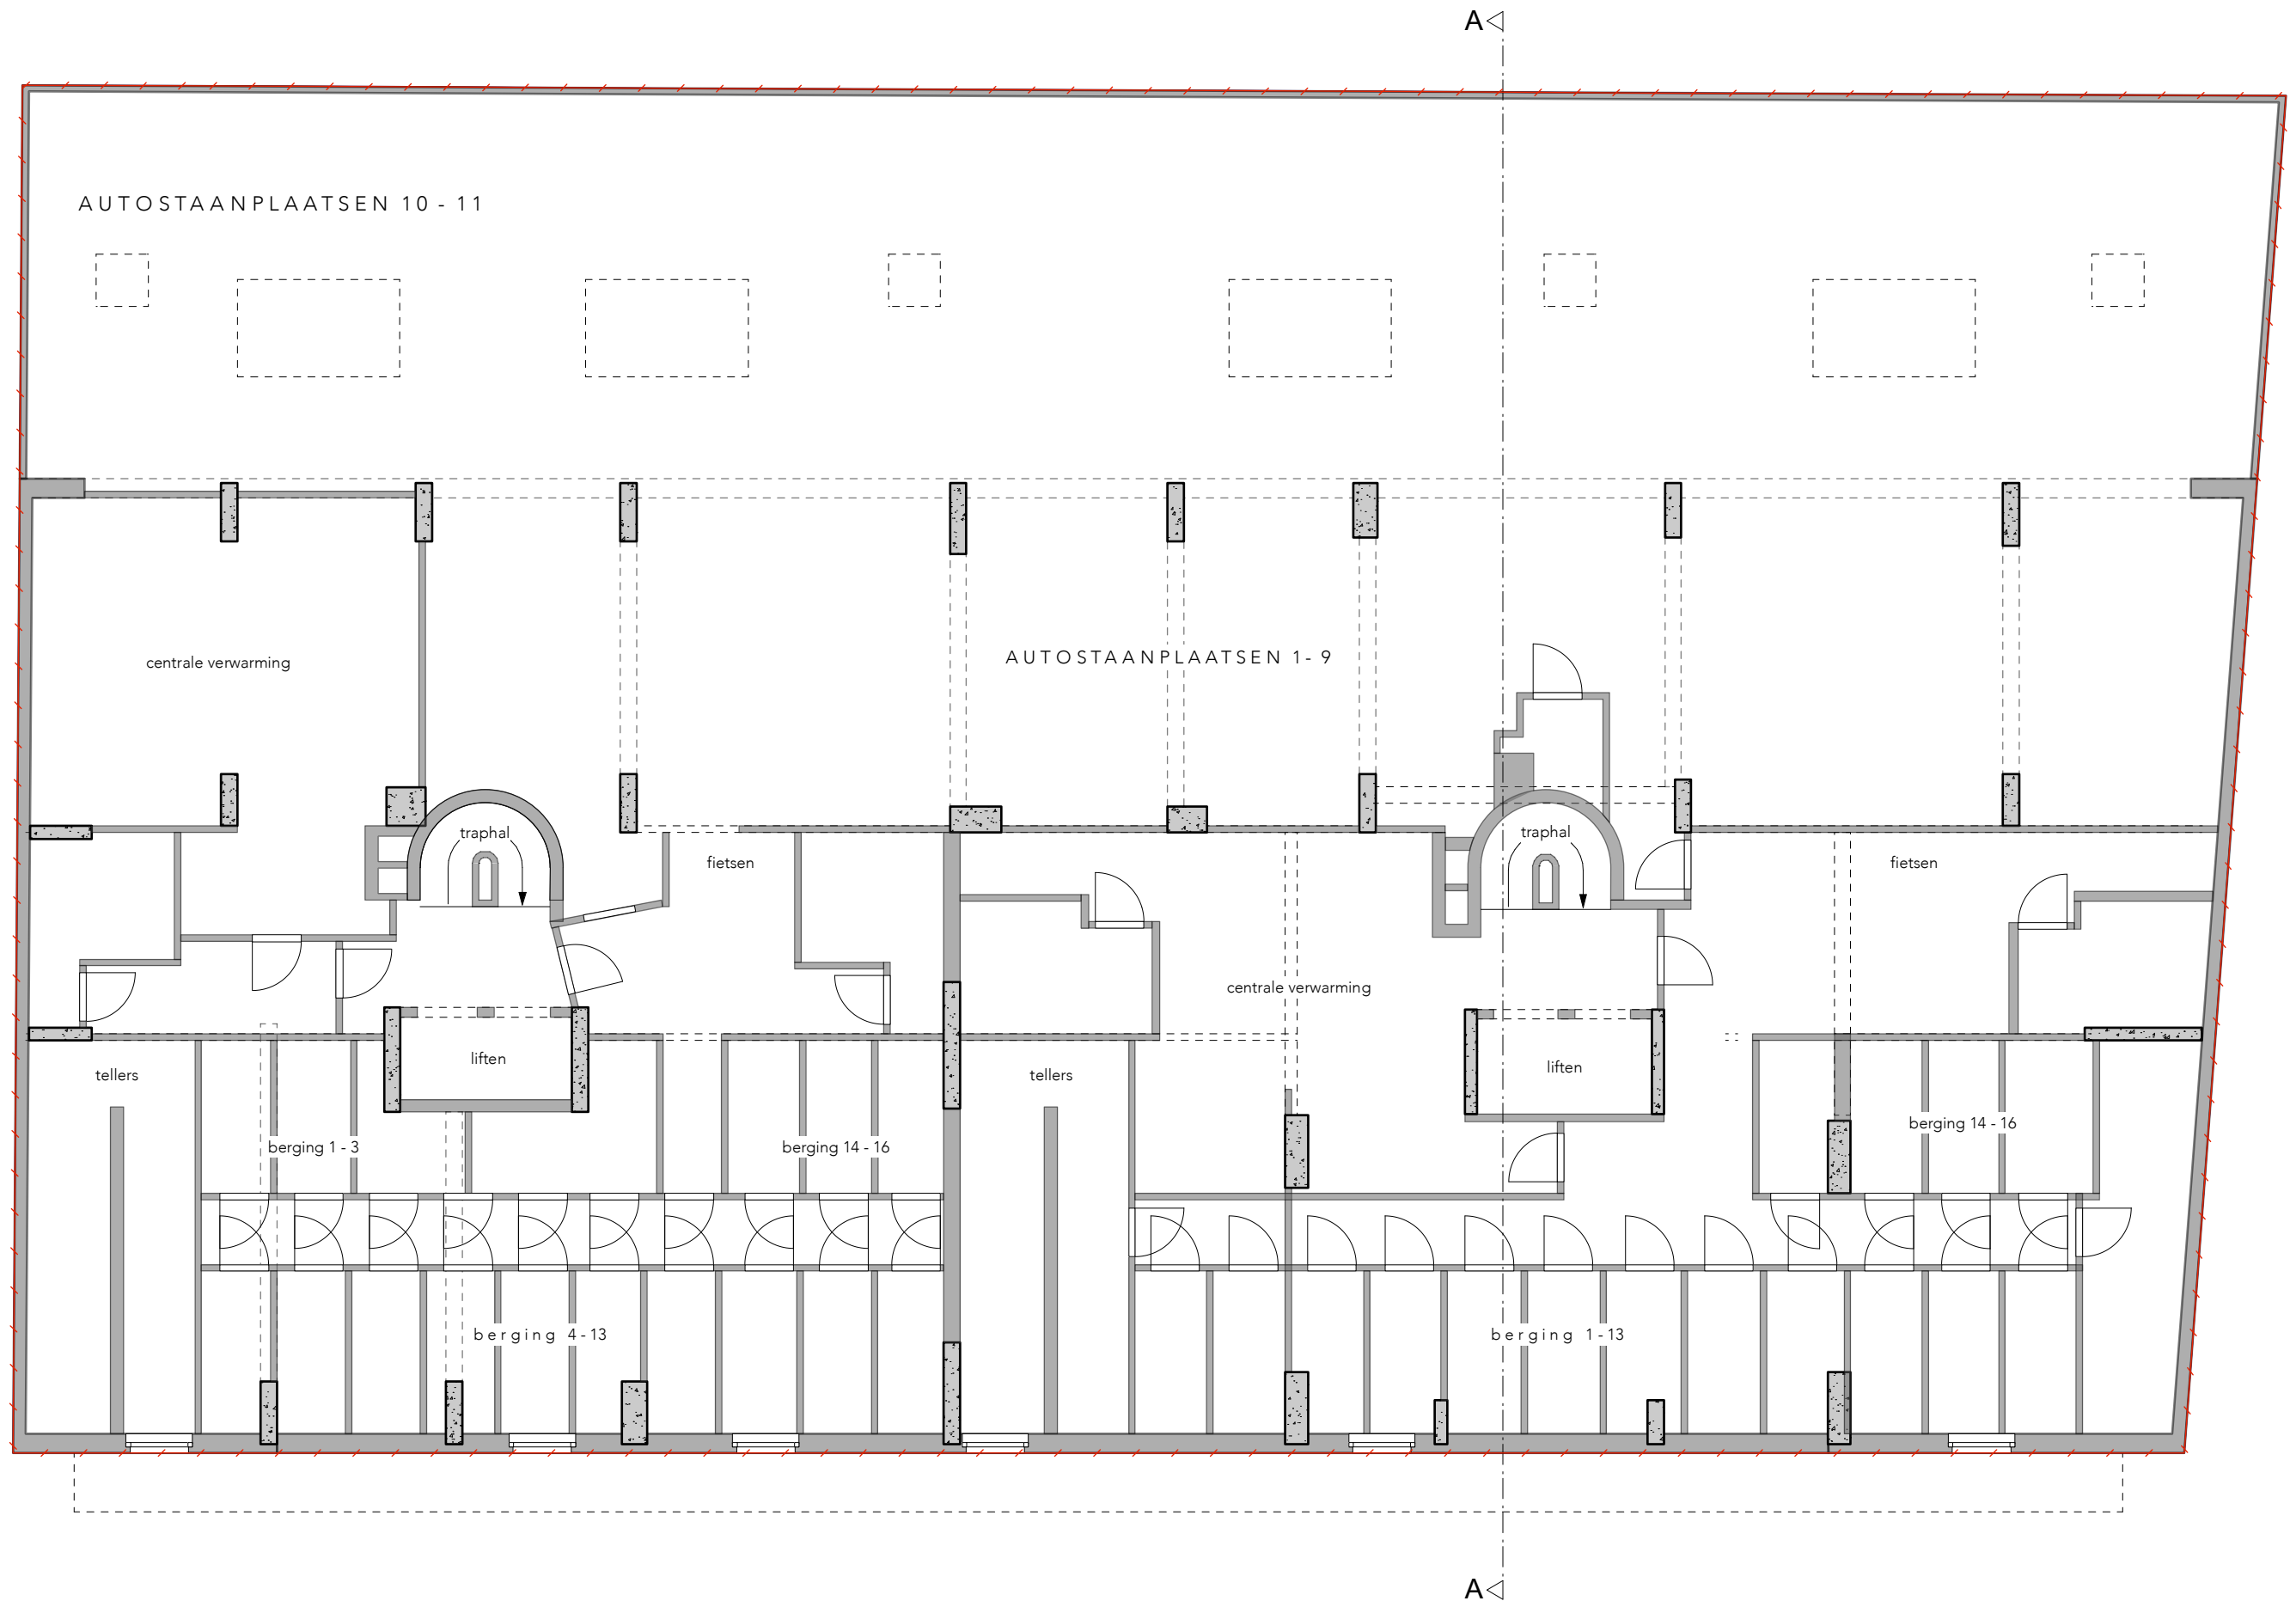 A
AUTOSTAANPLAATSEN 10 - 11
centrale verwarming
AUTOSTAANPLAATSEN 1- 9
traphal
traphal
fietsen
fietsen
centrale verwarming
liften
liften
tellers
tellers
berging 14 - 16
berging 1 - 3
berging 14 - 16
berging 4 - 13
berging 1 - 13
A